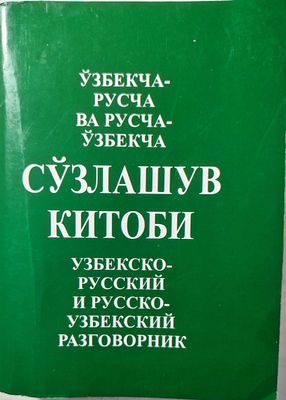 ЎЗБЕКЧА-
РУСЧА
ВА РУСЧА-
ЎЗБЕКЧА
СЎЗЛАШУВ
КИТОБИ
УЗБЕКСКО-
РУССКИЙ
И РУССКО-
УЗБЕКСКИЙ
РАЗГОВОРНИК